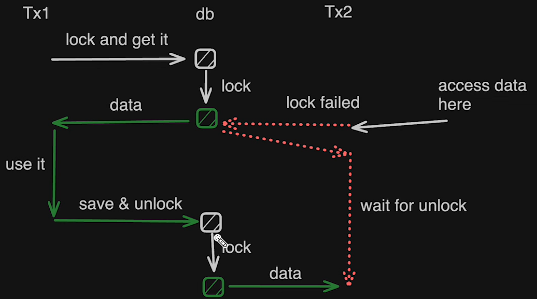 Tx1
db
Tx2
lock and get it
lock
access data
here
lock failed
data
use it
save & unlock
wait for unlock
lock
data